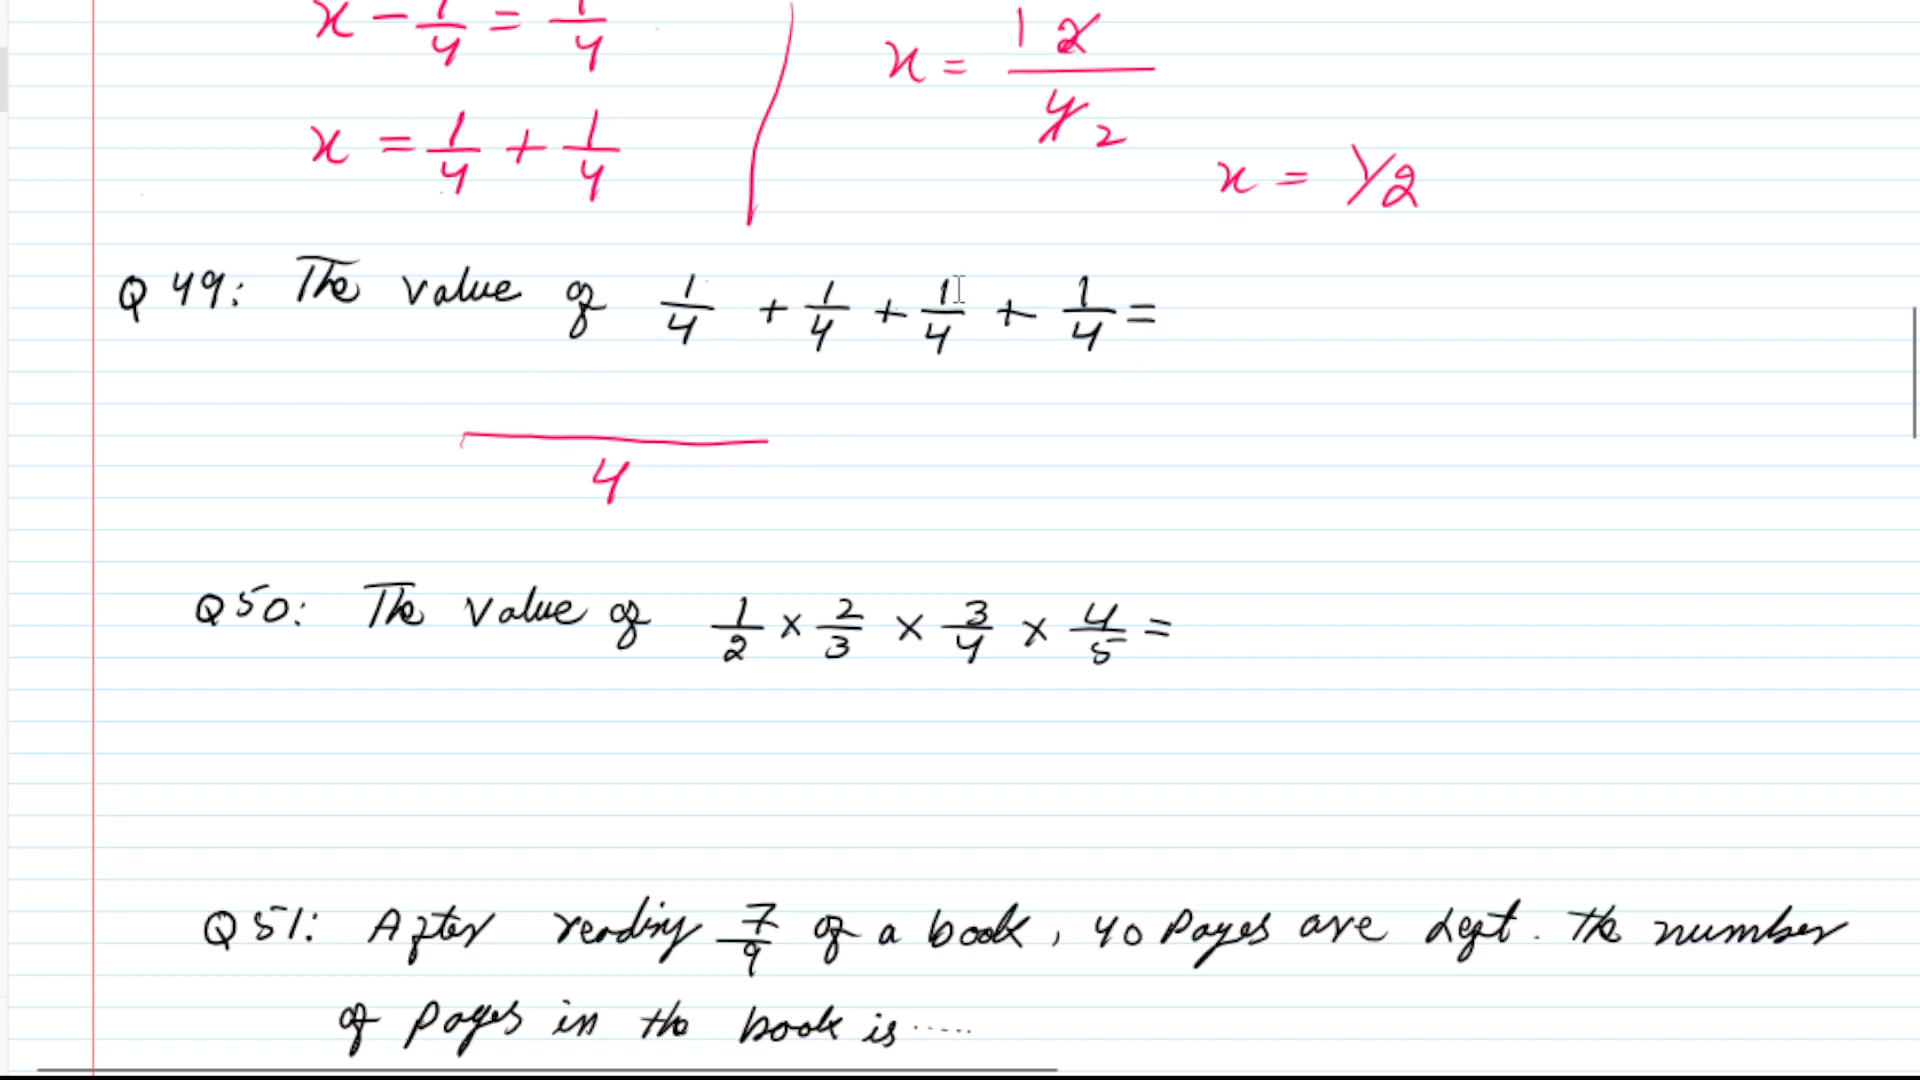 x - 1/4 = 1/4
x = 1/4 + 1/4
x = 1 2/4 2
x = 1/2
Q 49: The value of 1/4 + 1/4 + 1/4 + 1/4 =
4
Q50: The value of 1/2 × 2/3 × 3/4 × 4/5 =
Q51: After reading 7/9 of a book, 40 pages are left. The number
of pages in the book is .....